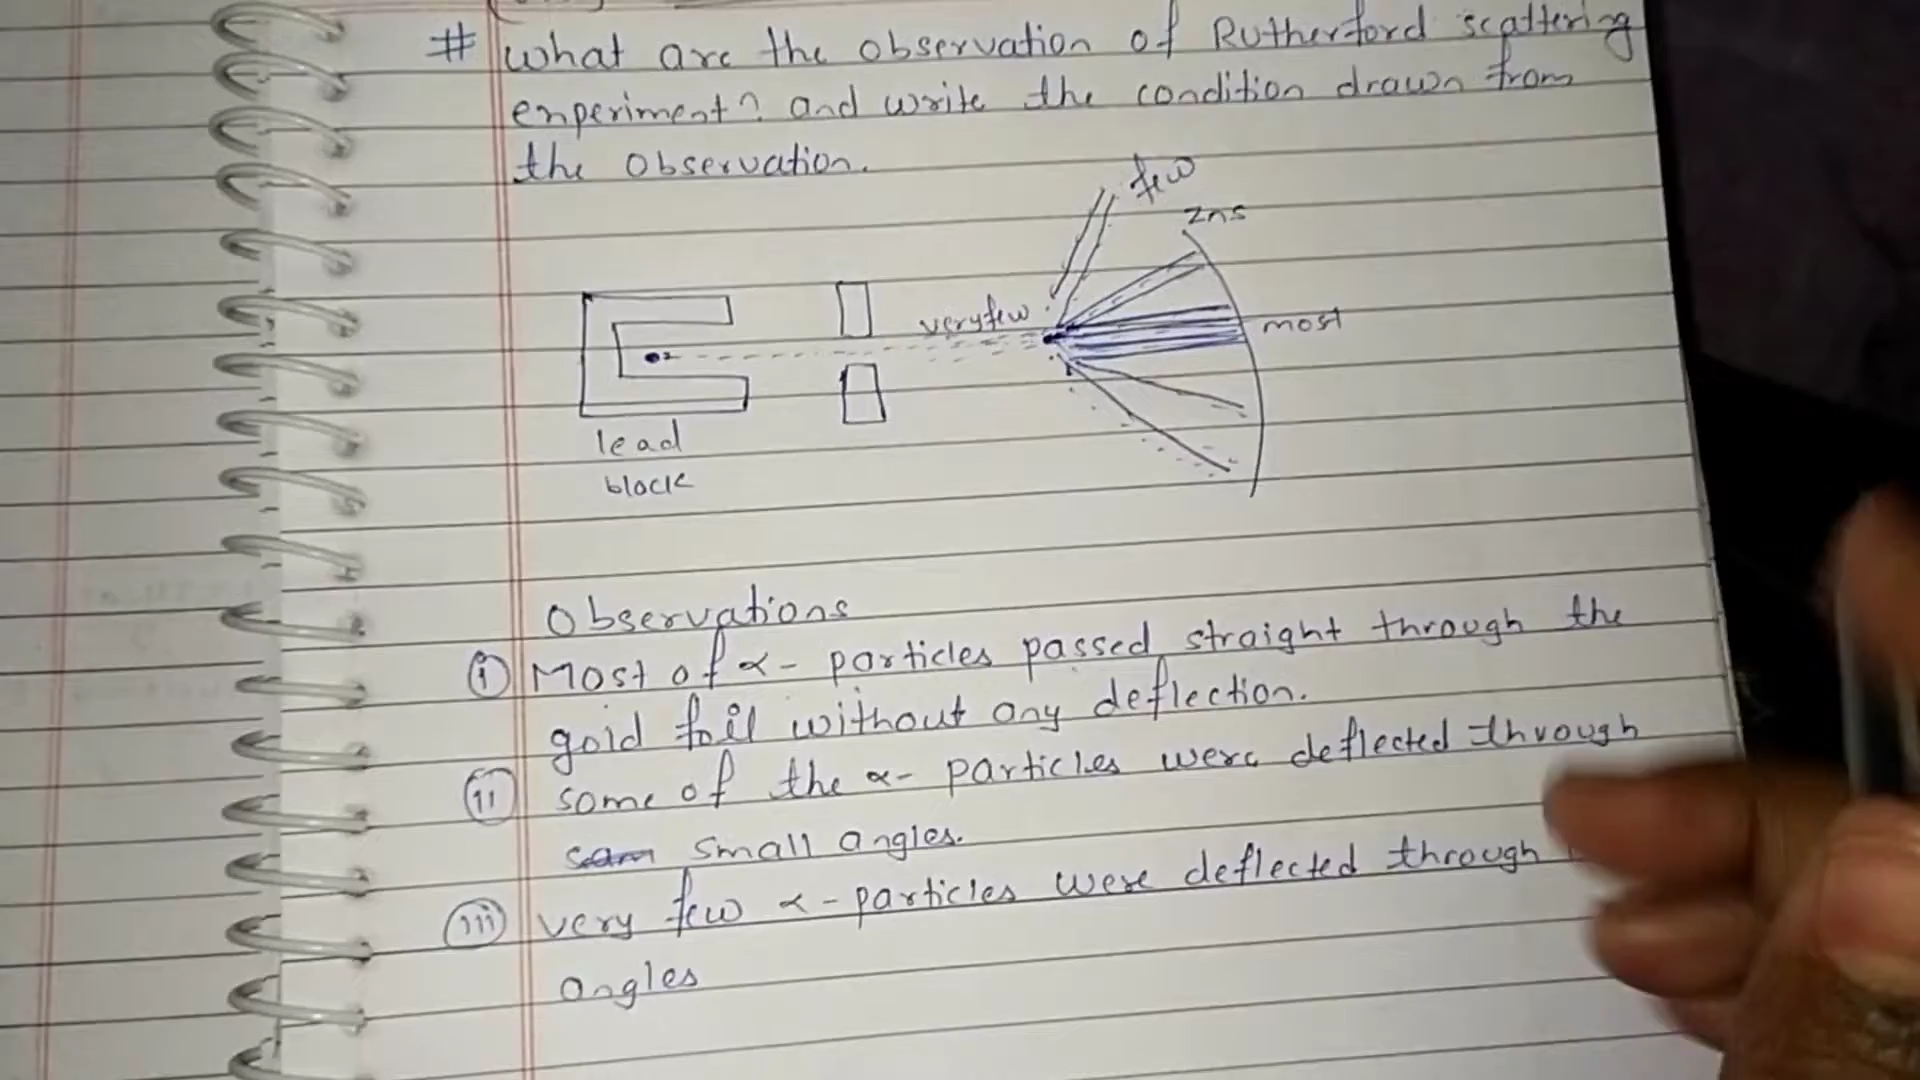 # what are the observation of Rutherford scattering
experiment? and write the condition drawn from
the observation.
few
zns
very few
most
lead
block
Observations
(i) Most of α- particles passed straight through the
gold foil without any deflection.
(ii) some of the α- particles were deflected through
small angles.
(iii) very few α-particles were deflected through
angles